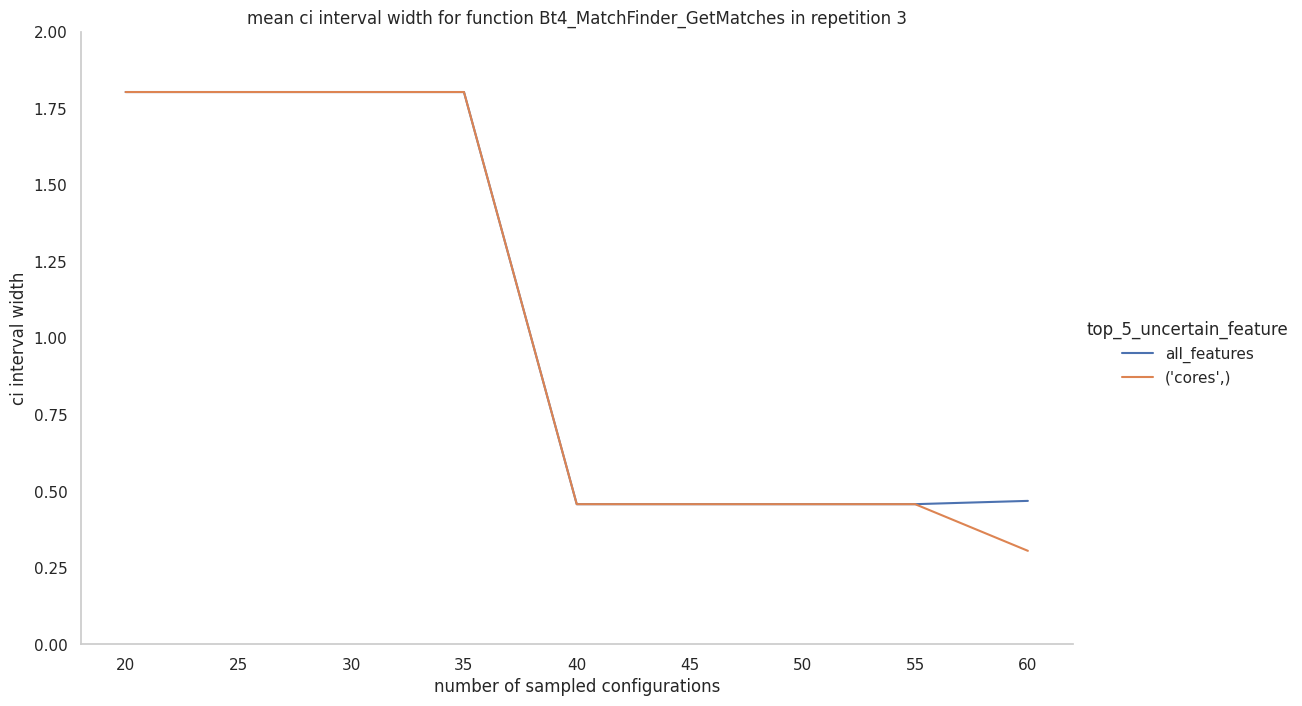 mean ci interval width for function Bt4_MatchFinder_GetMatches in repetition 3
2.00
1.75
1.50
1.25
1.00
0.75
0.50
0.25
0.00
ci interval width
20 25 30 35 40 45 50 55 60
number of sampled configurations
top_5_uncertain_feature
all_features
('cores',)